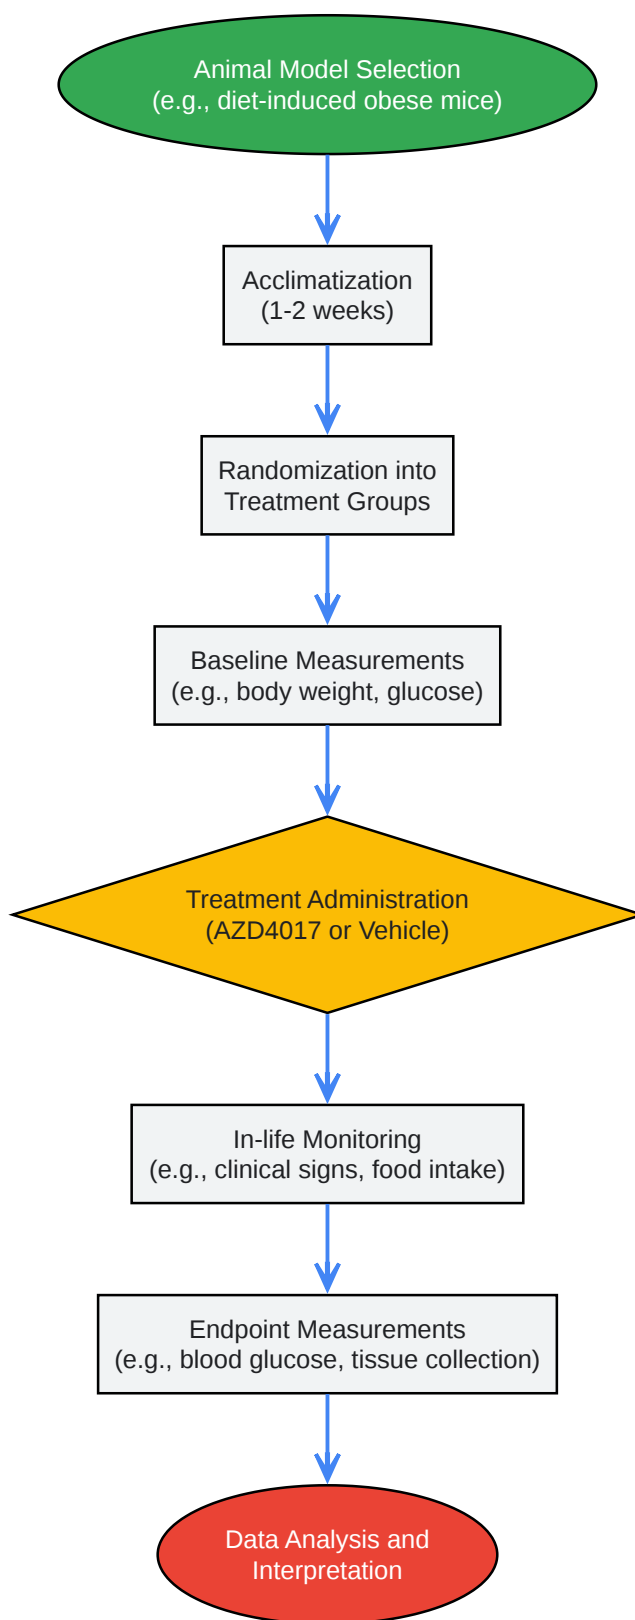 Animal Model Selection
(e.g., diet-induced obese mice)
Acclimatization
(1-2 weeks)
Randomization into
Treatment Groups
Baseline Measurements
(e.g., body weight, glucose)
Treatment Administration
(AZD4017 or Vehicle)
In-life Monitoring
(e.g., clinical signs, food intake)
Endpoint Measurements
(e.g., blood glucose, tissue collection)
Data Analysis and
Interpretation